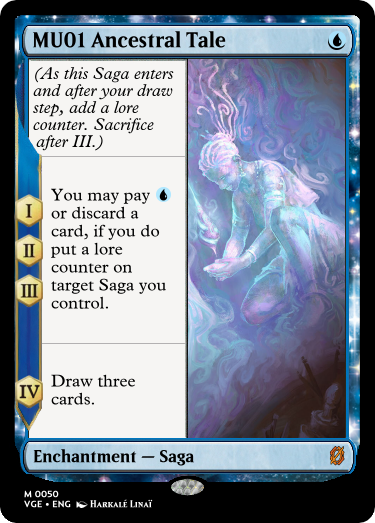 MU01 Ancestral Tale
(As this Saga enters
and after your draw
step, add a lore
counter. Sacrifice
after III.)
I
II
III
You may pay
or discard a
card, if you do
put a lore
counter on
target Saga you
control.
IV
Draw three
cards.
Enchantment — Saga
M 0050
VGE • ENG Harkalé Linaï